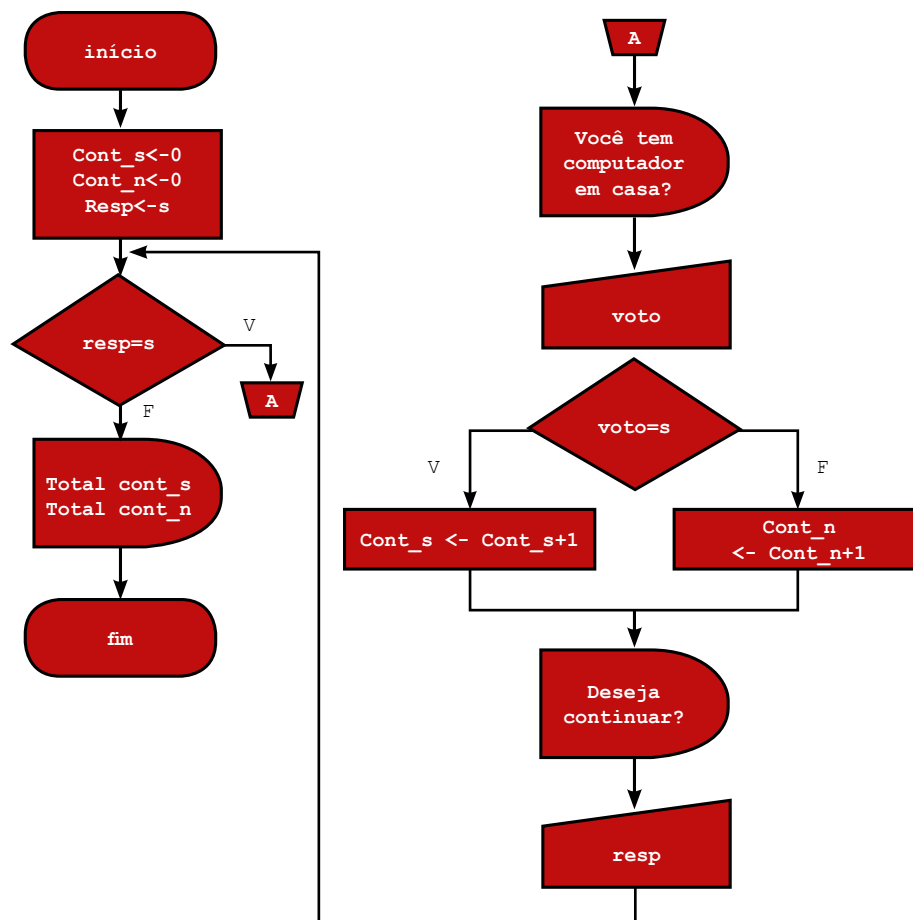 início
Cont_s<-0
Cont_n<-0
Resp<-s
resp=s
V
A
F
Total cont_s
Total cont_n
fim
A
Você tem
computador
em casa?
voto
voto=s
V
F
Cont_s <- Cont_s+1
Cont_n
<- Cont_n+1
Deseja
continuar?
resp